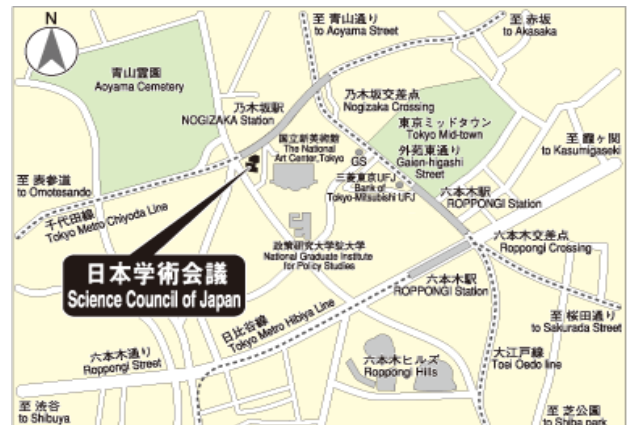 N
至 青山通り
to Aoyama Street
至 赤坂
to Akasaka
青山霊園
Aoyama Cemetery
乃木坂駅
NOGIZAKA Station
乃木坂交差点
Nogizaka Crossing
東京ミッドタウン
Tokyo Mid-town
国立新美術館
The National
Art Center,Tokyo
GS
外苑東通り
Gaien-higashi
Street
至 霞ヶ関
to Kasumigaseki
三菱東京UFJ
Bank of
Tokyo-Mitsubishi UFJ
至 表参道
to Omotesando
六本木駅
ROPPONGI Station
千代田線
Tokyo Metro Chiyoda Line
六本木交差点
Roppongi Crossing
政策研究大学院大学
National Graduate Institute
for Policy Studies
日本学術会議
Science Council of Japan
六本木駅
ROPPONGI Station
日比谷線
Tokyo Metro Hibiya Line
至 桜田通り
to Sakurada Street
六本木通り
Roppongi Street
六本木ヒルズ
Roppongi Hills
大江戸線
Toei Oedo line
至 渋谷
to Shibuya
至 芝公園
to Shiba park